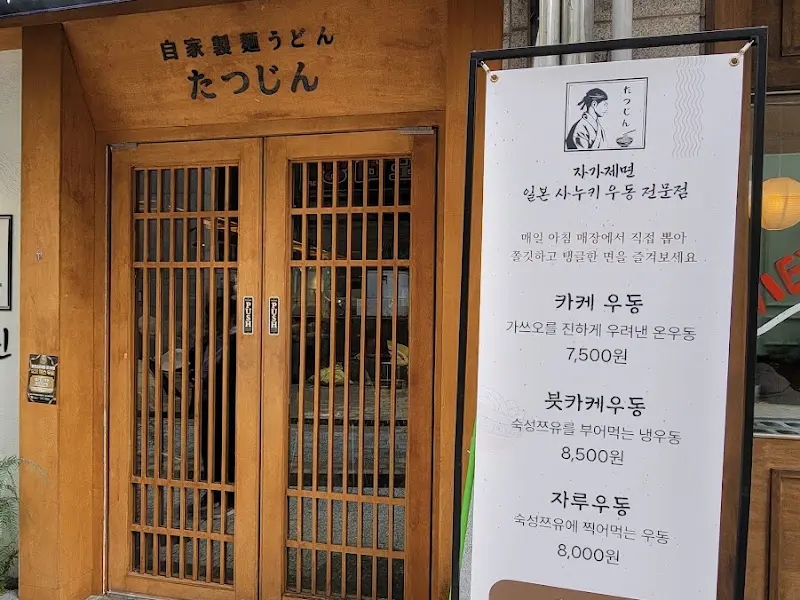 自家製麺うどん
たつじん
PUSH
PUSH
たつじん
자가제면
일본 사누키 우동 전문점
매일 아침 매장에서 직접 뽑아
쫄깃하고 탱글한 면을 즐겨보세요
카케 우동
가쓰오를 진하게 우려낸 온우동
7,500원
붓카케우동
숙성쯔유를 부어먹는 냉우동
8,500원
자루우동
숙성쯔유에 찍어먹는 우동
8,000원